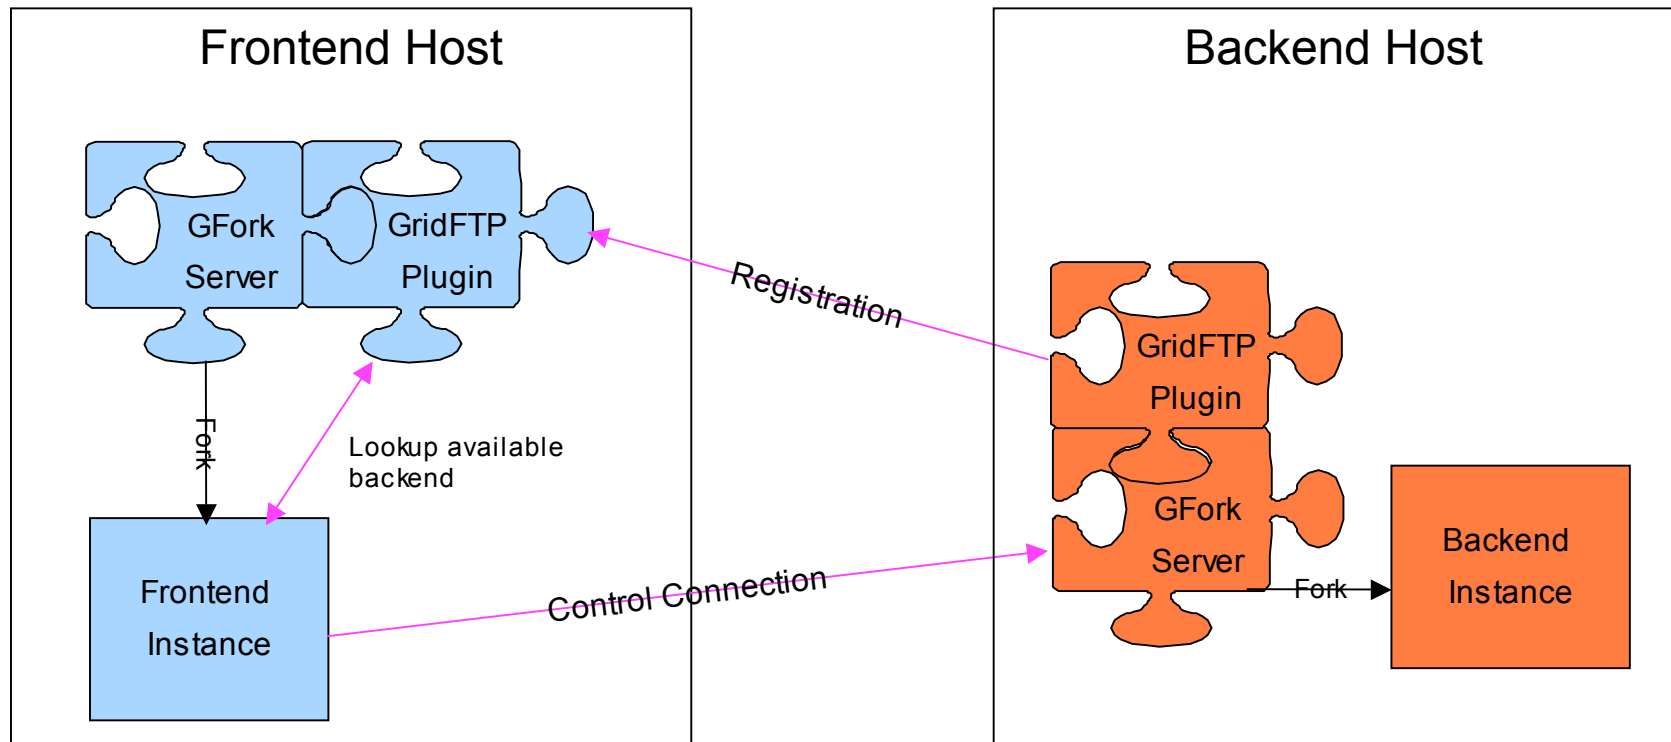 Frontend Host
Backend Host
GFork
Server
GridFTP
Plugin
Registration
GridFTP
Plugin
Fork
Lookup available
backend
GFork
Server
Fork
Backend
Instance
Frontend
Instance
Control Connection